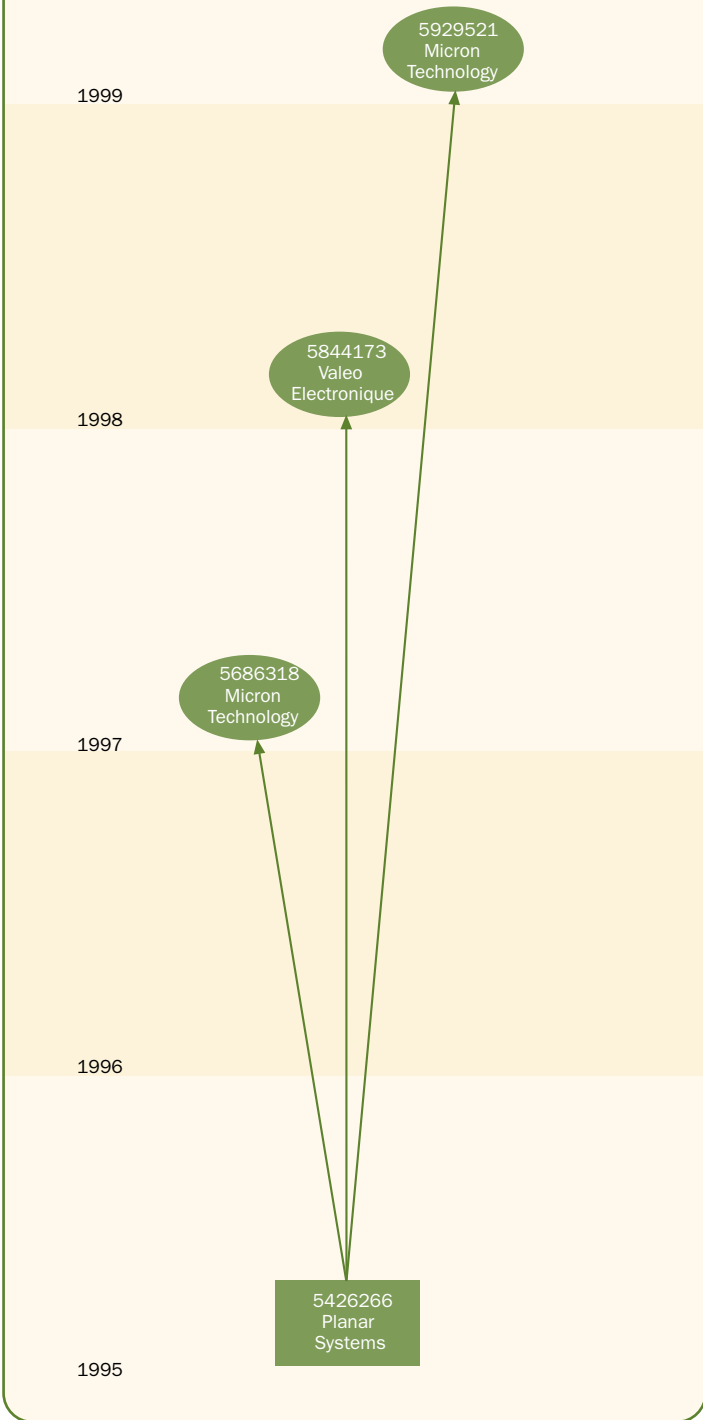 5929521
Micron
Technology
1999
5844173
Valeo
Electronique
1998
5686318
Micron
Technology
1997
1996
5426266
Planar
Systems
1995